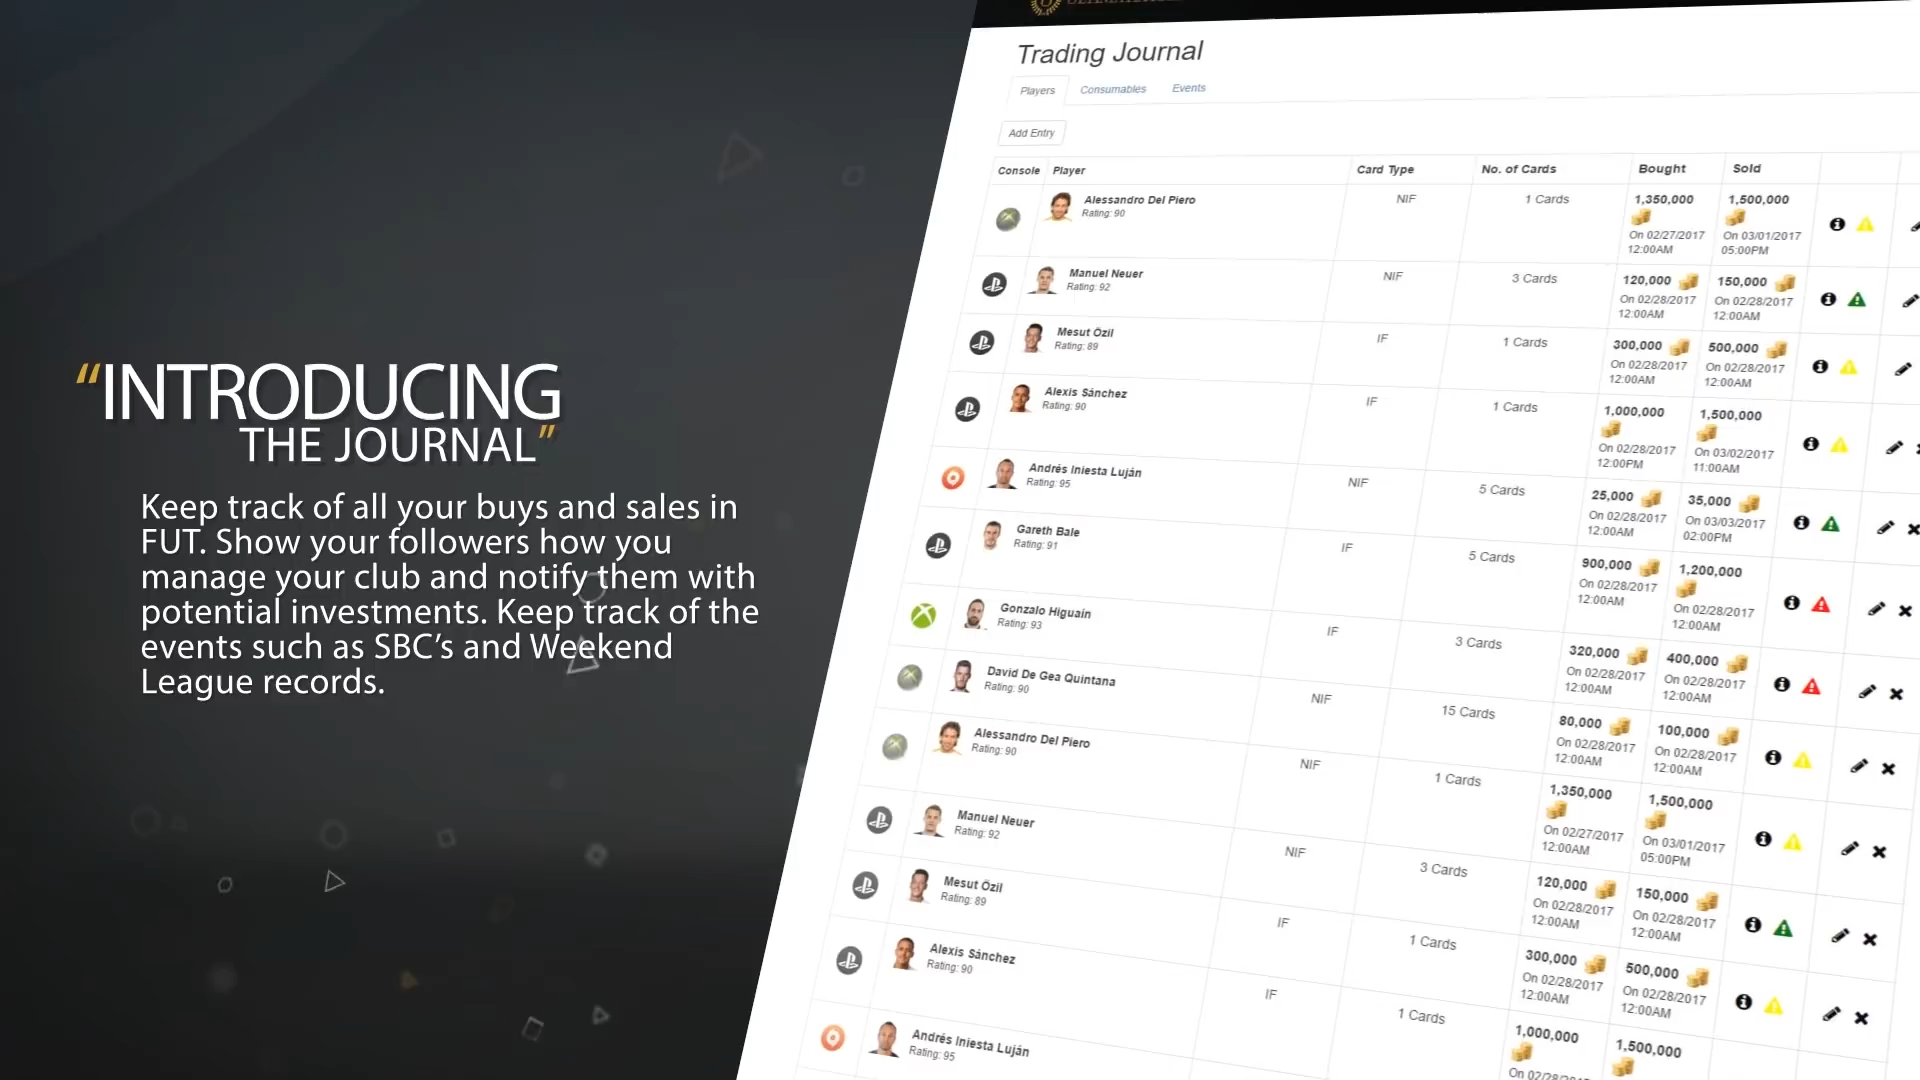 “INTRODUCING
THE JOURNAL”
Keep track of all your buys and sales in
FUT. Show your followers how you
manage your club and notify them with
potential investments. Keep track of the
events such as SBC’s and Weekend
League records.
Trading Journal
Players Consumables Events
Add Entry
Console Player Card Type No. of Cards Bought Sold
Alessandro Del Piero NIF 1 Cards 1,350,000 1,500,000
Rating: 90
On 02/27/2017 On 03/01/2017
12:00AM 05:00PM
Manuel Neuer NIF 3 Cards 120,000 150,000
Rating: 92
On 02/28/2017 On 02/28/2017
12:00AM 12:00AM
Mesut Özil IF 1 Cards 300,000 500,000
Rating: 89
On 02/28/2017 On 02/28/2017
12:00AM 12:00AM
Alexis Sánchez IF 1 Cards 1,000,000 1,500,000
Rating: 90
On 02/28/2017 On 03/02/2017
12:00PM 11:00AM
Andrés Iniesta Luján NIF 5 Cards 25,000 35,000
Rating: 95
On 02/28/2017 On 03/03/2017
12:00AM 02:00PM
Gareth Bale IF 5 Cards 900,000 1,200,000
Rating: 91
On 02/28/2017 On 02/28/2017
12:00AM 12:00AM
Gonzalo Higuaín IF 3 Cards 320,000 400,000
Rating: 93
On 02/28/2017 On 02/28/2017
12:00AM 12:00AM
David De Gea Quintana NIF 15 Cards 80,000 100,000
Rating: 90
On 02/28/2017 On 02/28/2017
12:00AM 12:00AM
Alessandro Del Piero NIF 1 Cards 1,350,000 1,500,000
Rating: 90
On 02/27/2017 On 03/01/2017
12:00AM 05:00PM
Manuel Neuer NIF 3 Cards 120,000 150,000
Rating: 92
On 02/28/2017 On 02/28/2017
12:00AM 12:00AM
Mesut Özil IF 1 Cards 300,000 500,000
Rating: 89
On 02/28/2017 On 02/28/2017
12:00AM 12:00AM
Alexis Sánchez IF 1 Cards 1,000,000 1,500,000
Rating: 90
On 02/28/2017
Andrés Iniesta Luján
Rating: 95